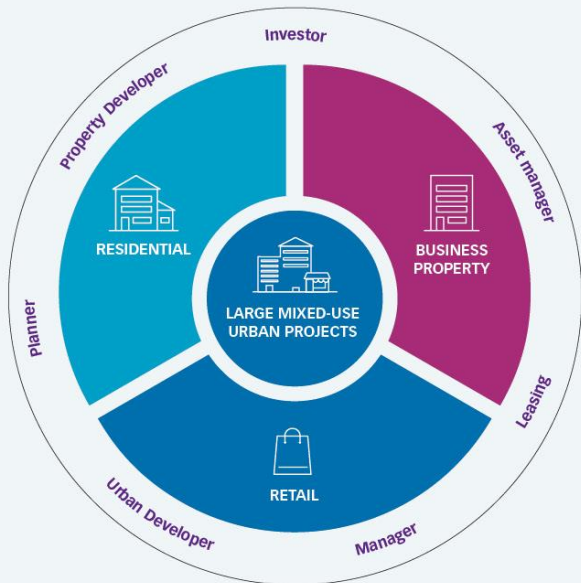 Investor
Property Developer
Asset manager
RESIDENTIAL
BUSINESS
PROPERTY
LARGE MIXED-USE
URBAN PROJECTS
Planner
Leasing
RETAIL
Urban Developer
Manager